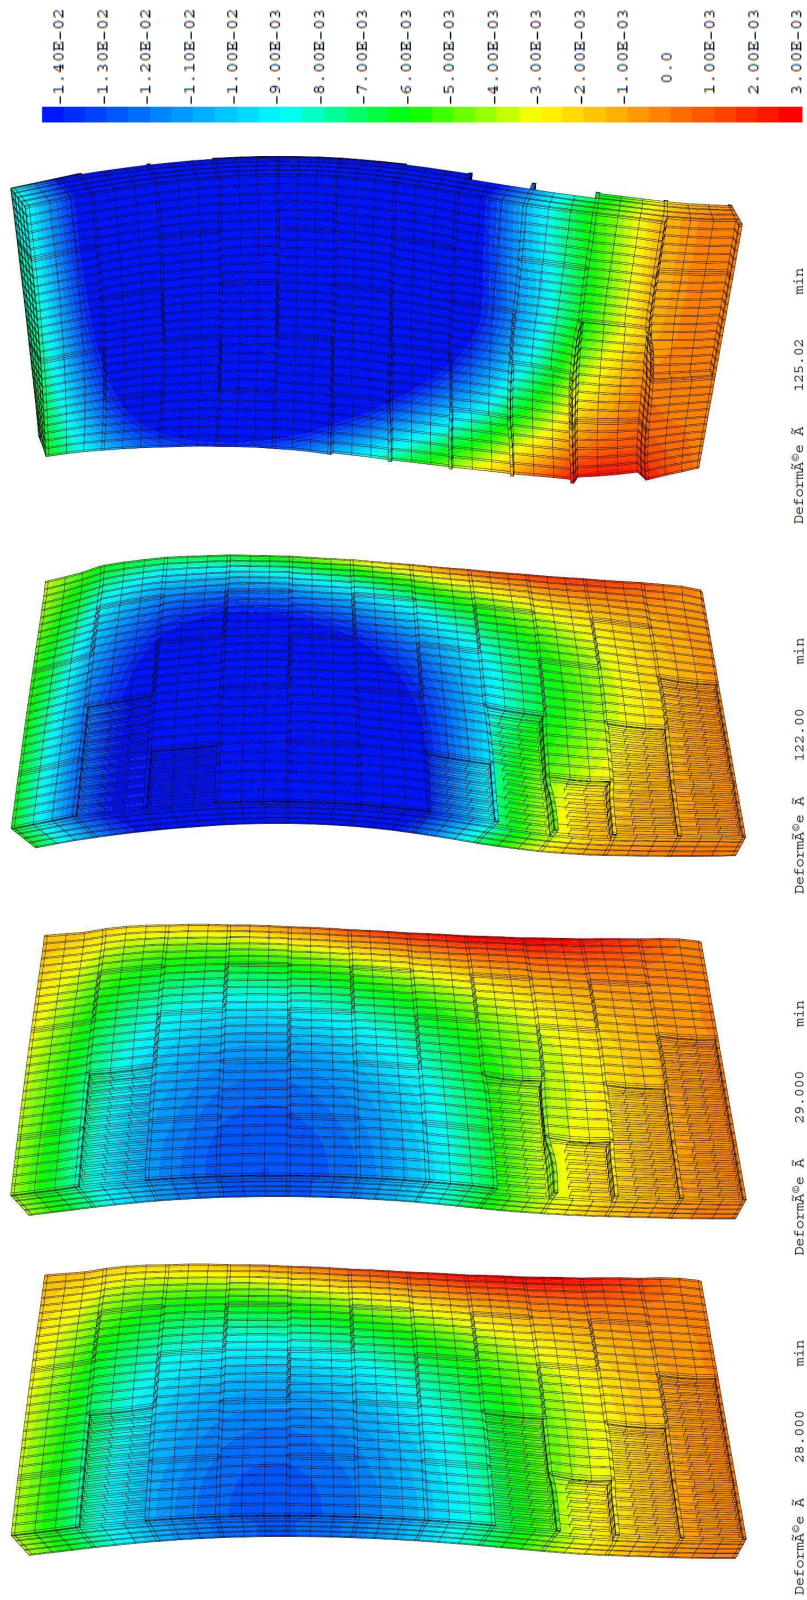 -1.40E-02
-1.30E-02
-1.20E-02
-1.10E-02
-1.00E-02
-9.00E-03
-8.00E-03
-7.00E-03
-6.00E-03
-5.00E-03
-4.00E-03
-3.00E-03
-2.00E-03
-1.00E-03
0.0
1.00E-03
2.00E-03
3.00E-03
DeformÃ©e Ã 28.000 min
DeformÃ©e Ã 29.000 min
DeformÃ©e Ã 122.00 min
DeformÃ©e Ã 125.02 min